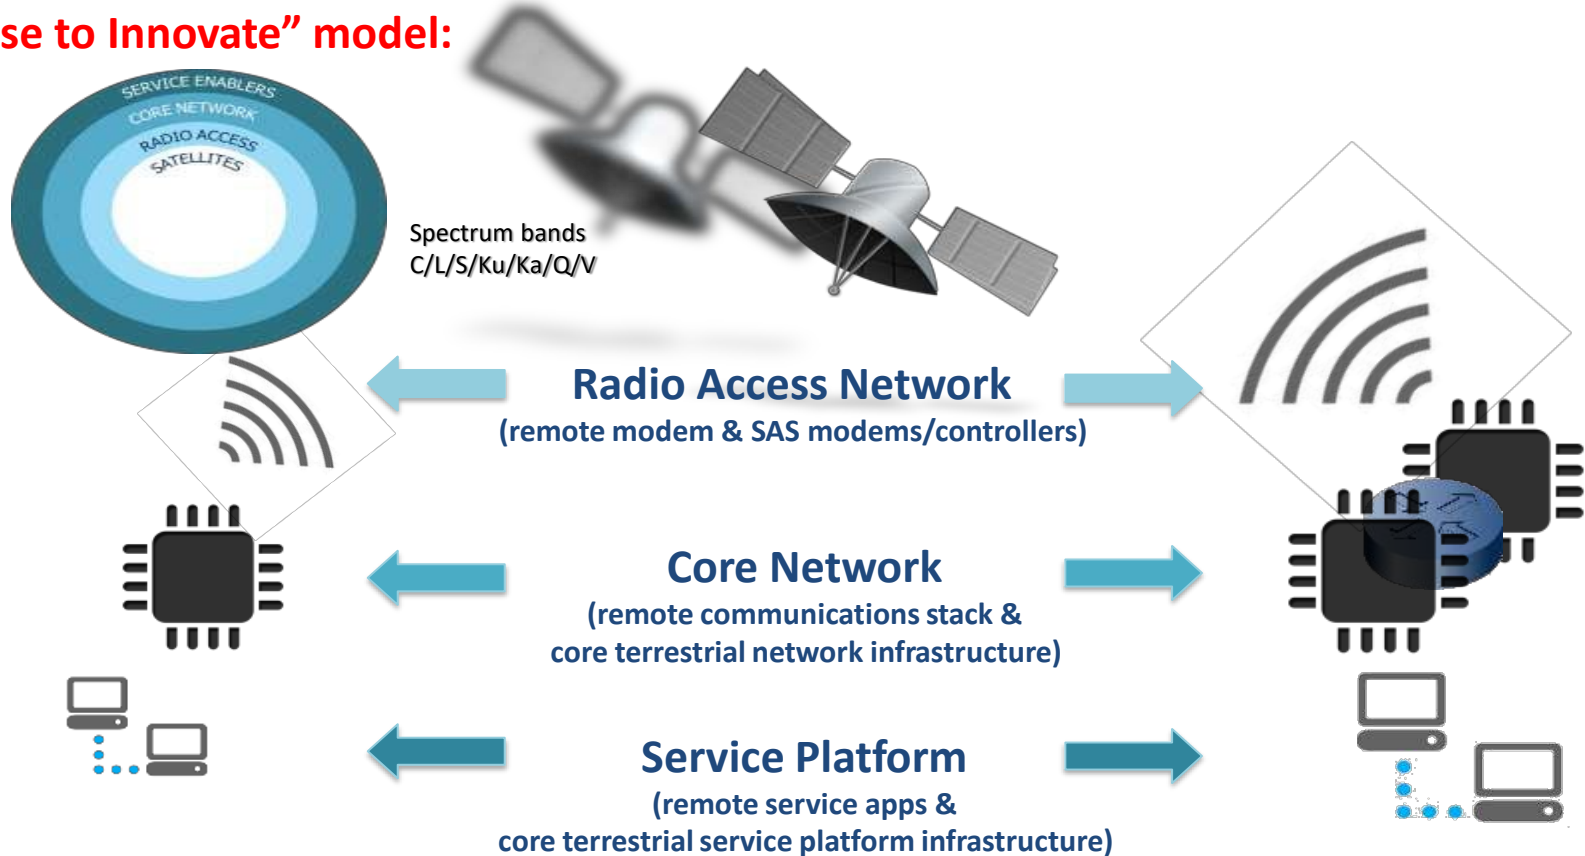 se to Innovate” model:
SERVICE ENABLERS
CORE NETWORK
RADIO ACCESS
SATELLITES
Spectrum bands
C/L/S/Ku/Ka/Q/V
Radio Access Network
(remote modem & SAS modems/controllers)
Core Network
(remote communications stack &
core terrestrial network infrastructure)
Service Platform
(remote service apps &
core terrestrial service platform infrastructure)